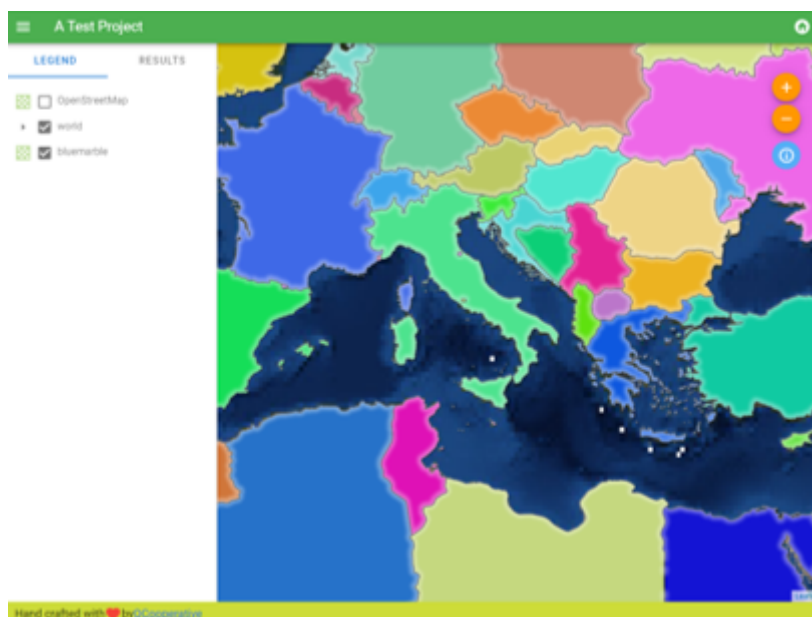 A Test Project
LEGEND RESULTS
OpenStreetMap
world
bluemarble
Hand crafted with ❤ by QCooperative